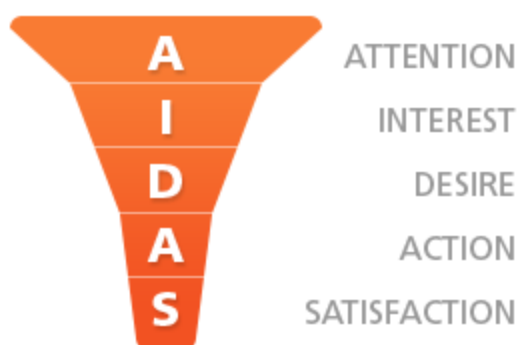 A ATTENTION
I INTEREST
D DESIRE
A ACTION
S SATISFACTION